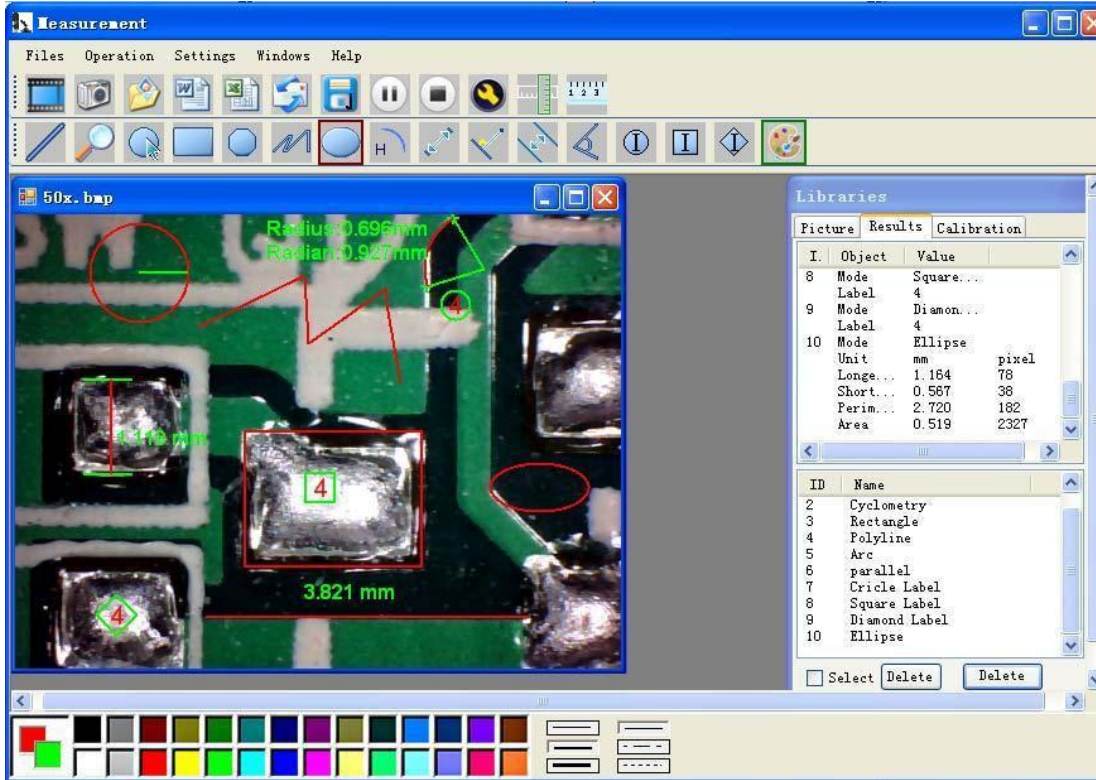 Measurement
Files Operation Settings Windows Help
1 2 3
H
50x.bmp
Radius:0.696mm
Radian:0.927mm
4
4
3.821 mm
4
Libraries
Picture Results Calibration
I. Object Value
8 Mode Square...
Label 4
9 Mode Diamon...
Label 4
10 Mode Ellipse
Unit mm pixel
Longe... 1.164 78
Short... 0.567 38
Perim... 2.720 182
Area 0.519 2327
ID Name
2 Cyclometry
3 Rectangle
4 Polyline
5 Arc
6 parallel
7 Cricle Label
8 Square Label
9 Diamond Label
10 Ellipse
Select Delete Delete